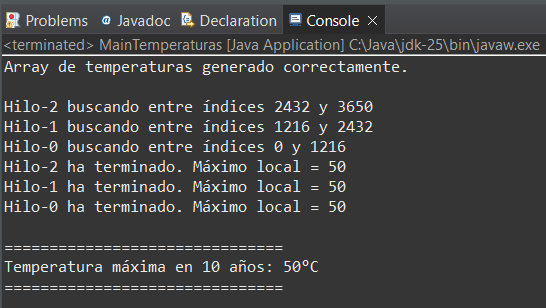 Problems @ Javadoc Declaration Console
<terminated> MainTemperaturas [Java Application] C:\Java\jdk-25\bin\javaw.exe
Array de temperaturas generado correctamente.
Hilo-2 buscando entre índices 2432 y 3650
Hilo-1 buscando entre índices 1216 y 2432
Hilo-0 buscando entre índices 0 y 1216
Hilo-2 ha terminado. Máximo local = 50
Hilo-1 ha terminado. Máximo local = 50
Hilo-0 ha terminado. Máximo local = 50
===============================
Temperatura máxima en 10 años: 50ºC
===============================